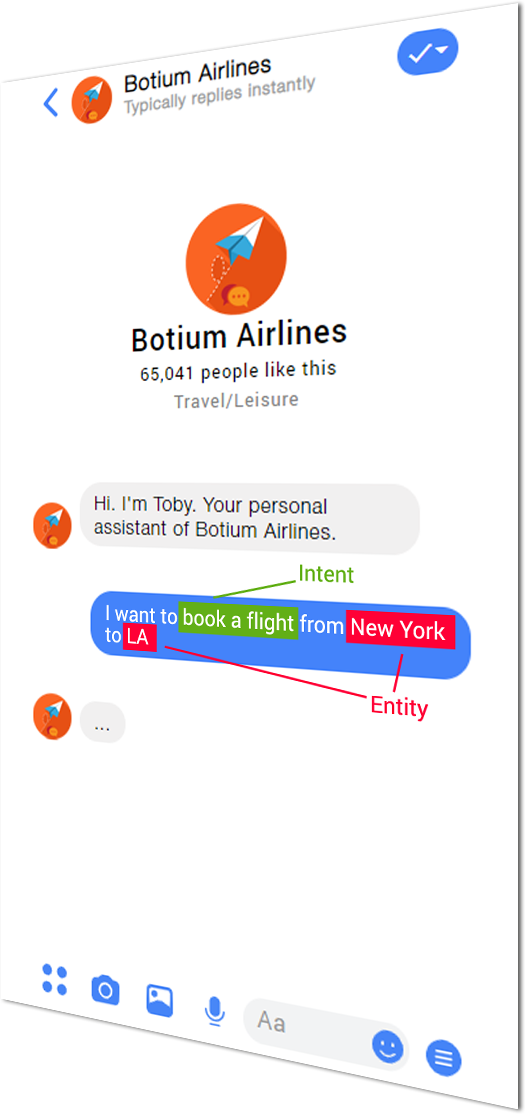 Botium Airlines
Typically replies instantly
Botium Airlines
65,041 people like this
Travel/Leisure
Hi. I'm Toby. Your personal
assistant of Botium Airlines.
Intent
I want to book a flight from New York
to LA
Entity
...
Aa